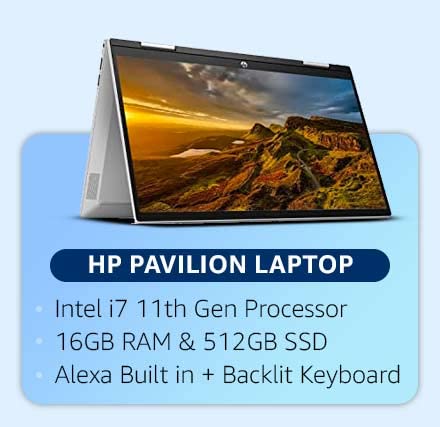 HP PAVILION LAPTOP
Intel i7 11th Gen Processor
16GB RAM & 512GB SSD
Alexa Built in + Backlit Keyboard